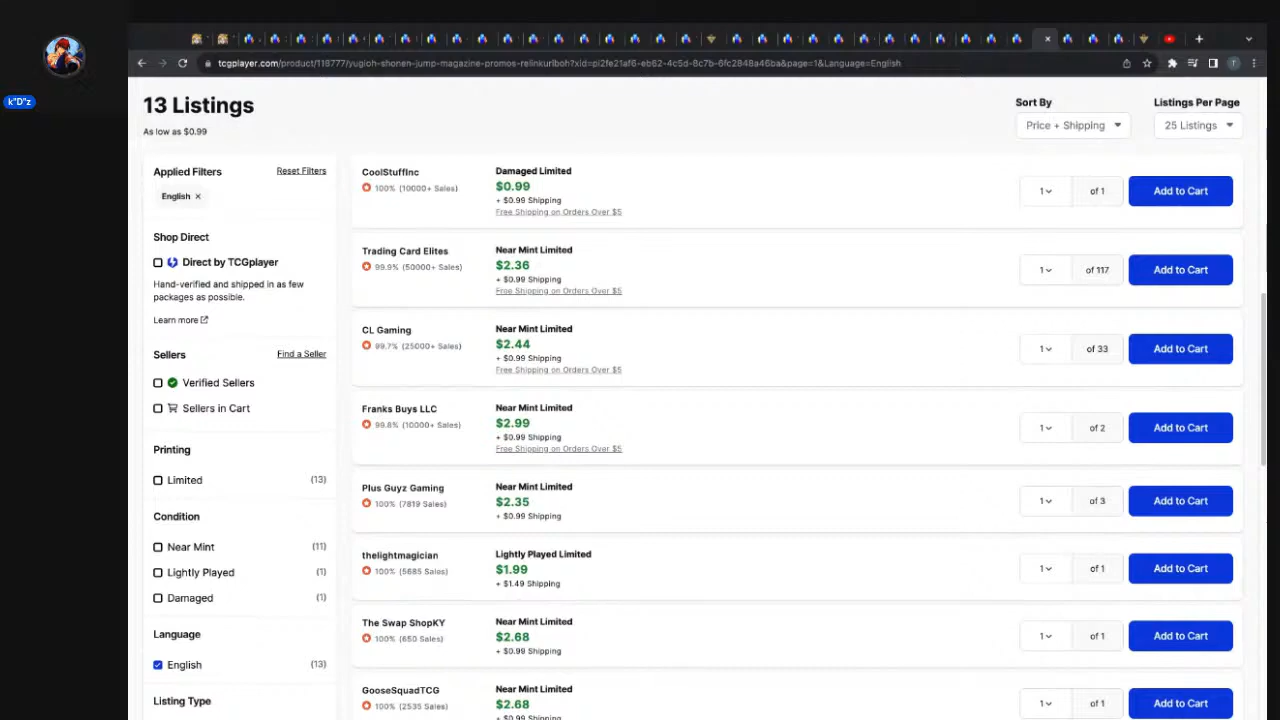 k"D"z
tcgplayer.com/product/118777/yugioh-shonen-jump-magazine-promos-relinkurlboh?xid=pi2fe21af6-eb62-4c5d-8c7b-6fc2848a46ba&page=1&Language=English
13 Listings
As low as $0.99
Sort By
Price + Shipping
Listings Per Page
25 Listings
Applied Filters
Reset Filters
English ×
Shop Direct
Direct by TCGplayer
Hand-verified and shipped in as few
packages as possible.
Learn more
Sellers
Find a Seller
Verified Sellers
Sellers in Cart
Printing
Limited (13)
Condition
Near Mint (11)
Lightly Played (1)
Damaged (1)
Language
English (13)
Listing Type
CoolStuffInc
100% (10000+ Sales)
Damaged Limited
$0.99
+ $0.99 Shipping
Free Shipping on Orders Over $5
1 of 1
Add to Cart
Trading Card Elites
99.9% (50000+ Sales)
Near Mint Limited
$2.36
+ $0.99 Shipping
Free Shipping on Orders Over $5
1 of 117
Add to Cart
CL Gaming
99.7% (25000+ Sales)
Near Mint Limited
$2.44
+ $0.99 Shipping
Free Shipping on Orders Over $5
1 of 33
Add to Cart
Franks Buys LLC
99.8% (10000+ Sales)
Near Mint Limited
$2.99
+ $0.99 Shipping
Free Shipping on Orders Over $5
1 of 2
Add to Cart
Plus Guyz Gaming
100% (7819 Sales)
Near Mint Limited
$2.35
+ $0.99 Shipping
1 of 3
Add to Cart
thelightmagician
100% (5685 Sales)
Lightly Played Limited
$1.99
+ $1.49 Shipping
1 of 1
Add to Cart
The Swap ShopKY
100% (650 Sales)
Near Mint Limited
$2.68
+ $0.99 Shipping
1 of 1
Add to Cart
GooseSquadTCG
100% (2535 Sales)
Near Mint Limited
$2.68
+ $0.99 Shipping
1 of 1
Add to Cart